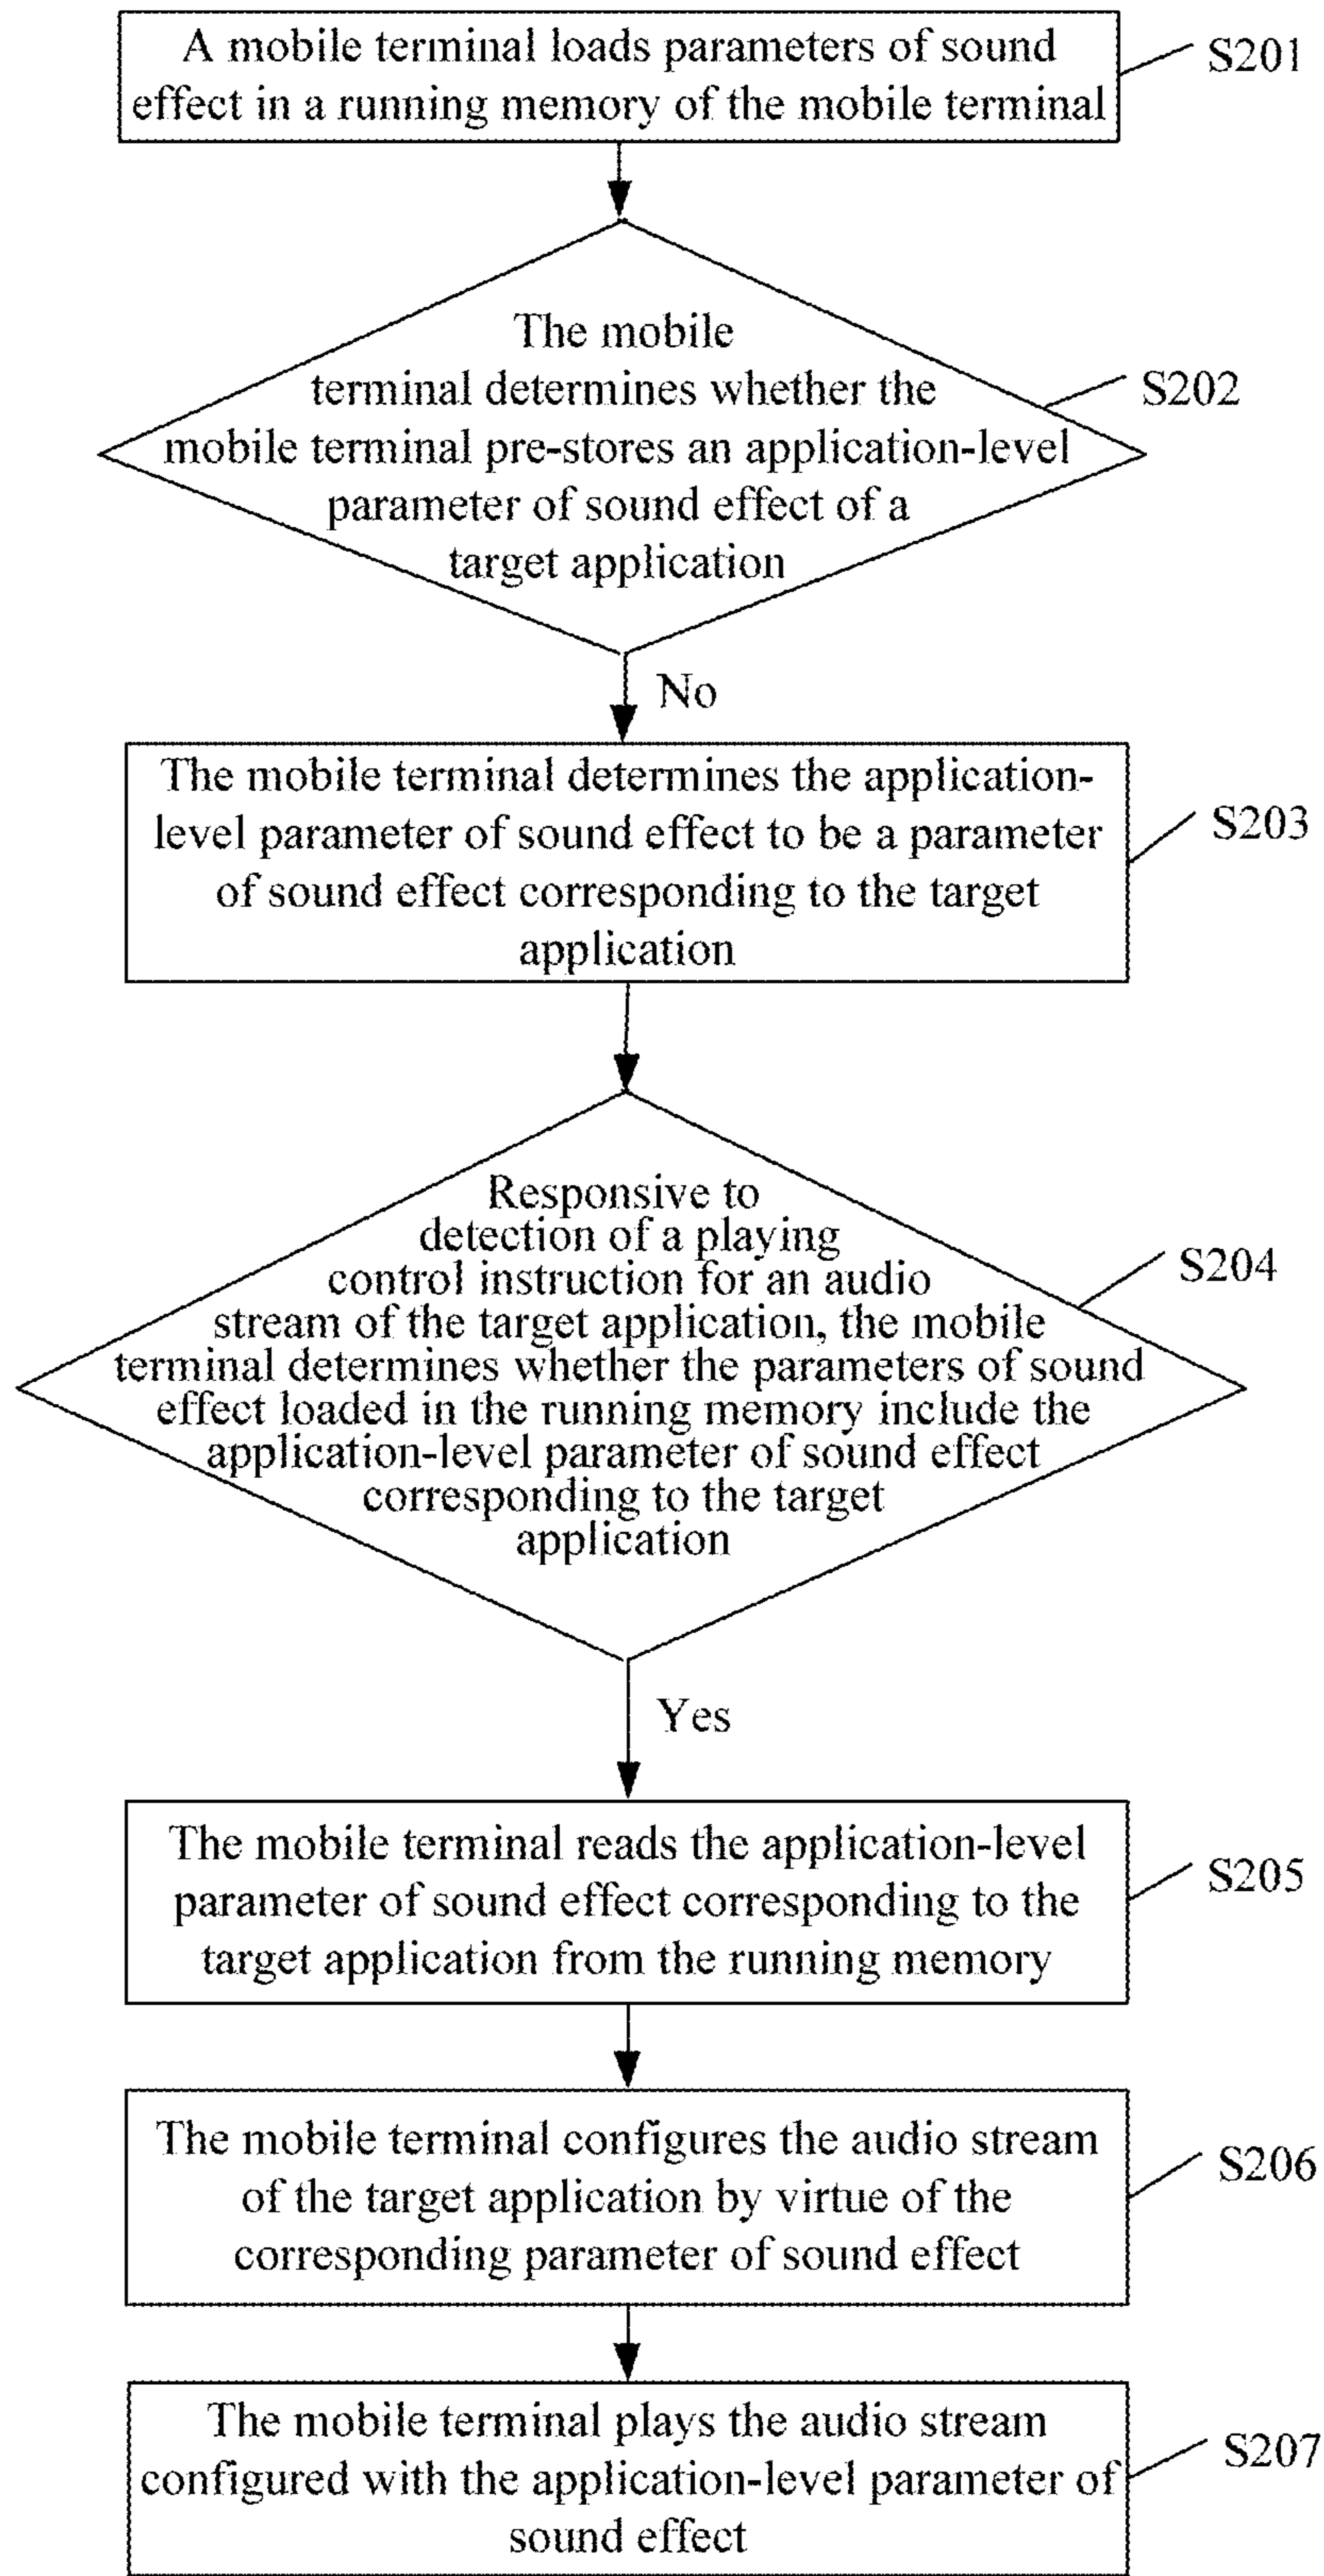 A mobile terminal loads parameters of sound
effect in a running memory of the mobile terminal
S201
The mobile
terminal determines whether the
mobile terminal pre-stores an application-level
parameter of sound effect of a
target application
S202
No
The mobile terminal determines the application-
level parameter of sound effect to be a parameter
of sound effect corresponding to the target
application
S203
Responsive to
detection of a playing
control instruction for an audio
stream of the target application, the mobile
terminal determines whether the parameters of sound
effect loaded in the running memory include the
application-level parameter of sound effect
corresponding to the target
application
S204
Yes
The mobile terminal reads the application-level
parameter of sound effect corresponding to the
target application from the running memory
S205
The mobile terminal configures the audio stream
of the target application by virtue of the
corresponding parameter of sound effect
S206
The mobile terminal plays the audio stream
configured with the application-level parameter of
sound effect
S207